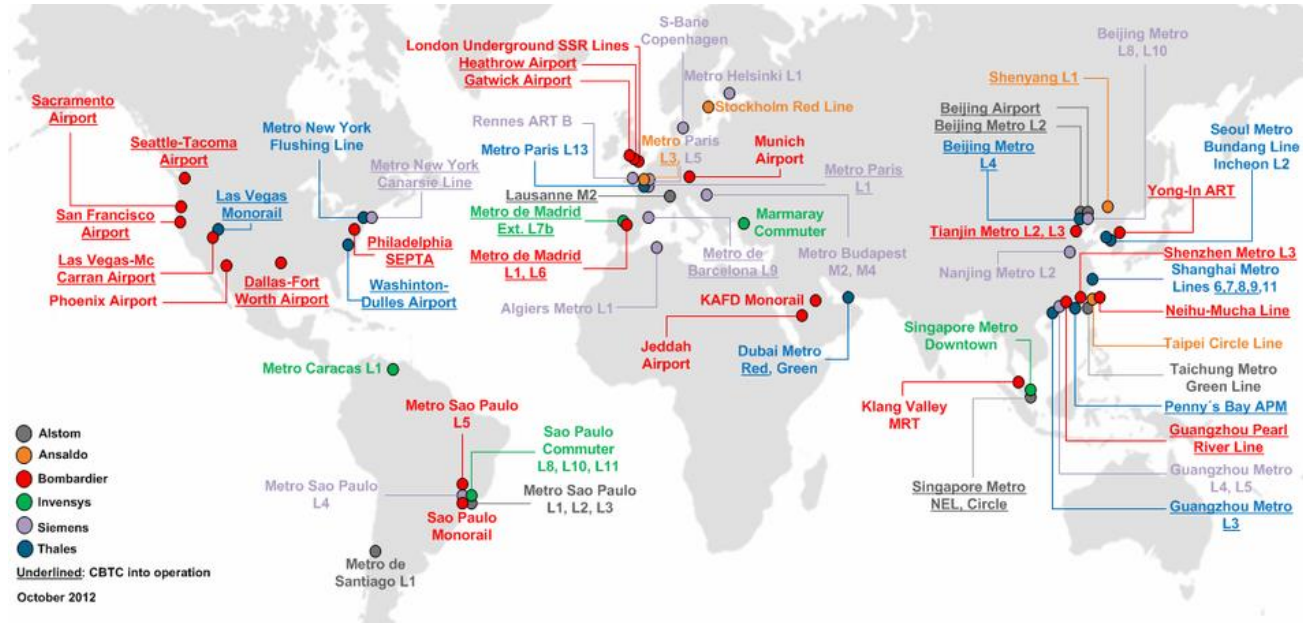 S-Bane
Copenhagen
London Underground SSR Lines
Heathrow Airport
Gatwick Airport
Metro Helsinki L1
Stockholm Red Line
Beijing Metro
L8, L10
Shenyang L1
Beijing Airport
Beijing Metro L2
Beijing Metro
L4
Seoul Metro
Bundang Line
Incheon L2
Yong-In ART
Sacramento
Airport
Seattle-Tacoma
Airport
Metro New York
Flushing Line
Metro New York
Canarsie Line
Las Vegas
Monorail
San Francisco
Airport
Las Vegas-Mc
Carran Airport
Phoenix Airport
Dallas-Fort
Worth Airport
Philadelphia
SEPTA
Washinton-
Dulles Airport
Rennes ART B
Metro Paris L13
Metro Paris
L3, L5
Munich
Airport
Metro Paris
L1
Lausanne M2
Metro de Madrid
Ext. L7b
Metro de Madrid
L1, L6
Marmaray
Commuter
Metro de
Barcelona L9
Metro Budapest
M2, M4
Algiers Metro L1
KAFD Monorail
Jeddah
Airport
Dubai Metro
Red, Green
Tianjin Metro L2, L3
Nanjing Metro L2
Shenzhen Metro L3
Shanghai Metro
Lines 6,7,8,9,11
Neihu-Mucha Line
Taipei Circle Line
Taichung Metro
Green Line
Penny´s Bay APM
Guangzhou Pearl
River Line
Guangzhou Metro
L4, L5
Guangzhou Metro
L3
Singapore Metro
Downtown
Klang Valley
MRT
Singapore Metro
NEL, Circle
Metro Caracas L1
Metro Sao Paulo
L5
Sao Paulo
Commuter
L8, L10, L11
Metro Sao Paulo
L4
Metro Sao Paulo
L1, L2, L3
Sao Paulo
Monorail
Metro de
Santiago L1
Alstom
Ansaldo
Bombardier
Invensys
Siemens
Thales
Underlined: CBTC into operation
October 2012